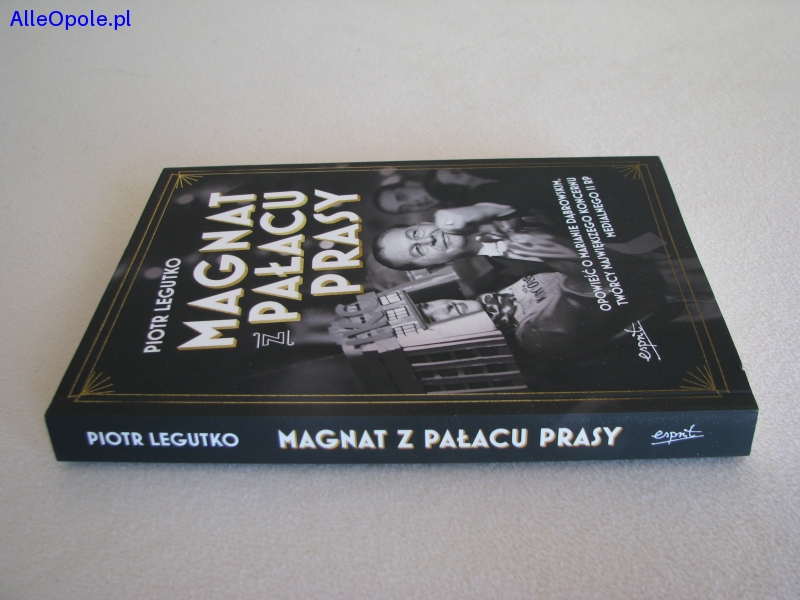 AlleOpole.pl
PIOTR LEGUTKO
MAGNAT
Z PAŁACU
PRASY
OPOWIEŚĆ O MARIANIE DĄBROWSKIM,
TWÓRCY NAJWIĘKSZEGO KONCERNU
MEDIALNEGO II RP
esprit
PIOTR LEGUTKO MAGNAT Z PAŁACU PRASY esprit